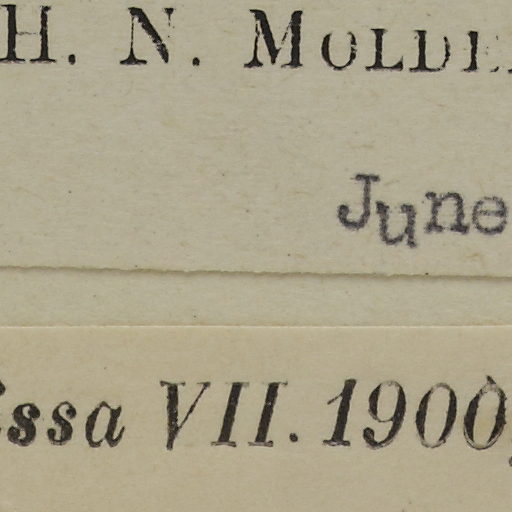 H. N. MOLDE
June
ssa VII. 1900,